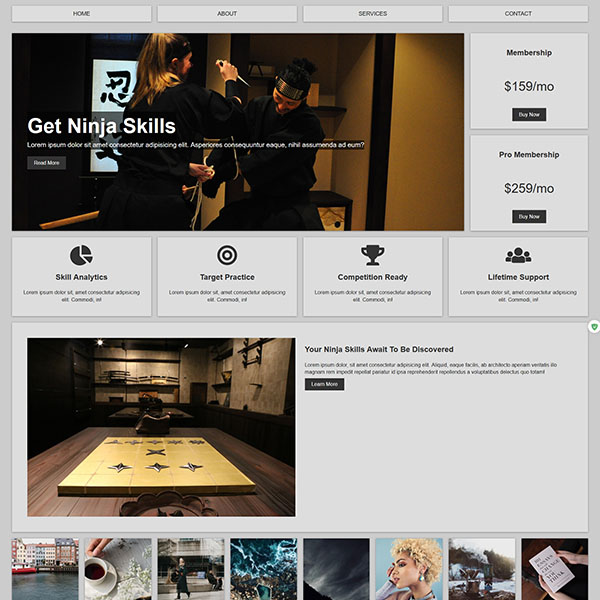 HOME
ABOUT
SERVICES
CONTACT
忍
Get Ninja Skills
Lorem ipsum dolor sit amet consectetur adipisicing elit. Asperiores consequuntur eaque, nihil assumenda ad eum?
Read More
Membership
$159/mo
Buy Now
Pro Membership
$259/mo
Buy Now
Skill Analytics
Lorem ipsum dolor sit, amet consectetur adipisicing
elit. Commodi, in!
Target Practice
Lorem ipsum dolor sit, amet consectetur adipisicing
elit. Commodi, in!
Competition Ready
Lorem ipsum dolor sit, amet consectetur adipisicing
elit. Commodi, in!
Lifetime Support
Lorem ipsum dolor sit, amet consectetur adipisicing
elit. Commodi, in!
Your Ninja Skills Await To Be Discovered
Lorem ipsum dolor sit amet consectetur adipisicing elit. Aliquid, eaque facilis, ab architecto aperiam veritatis illo
magnam rem impedit repellat pariatur id ipsa reprehenderit repellendus a voluptatibus delectus quo totam!
Learn More
CHANGE
THINK